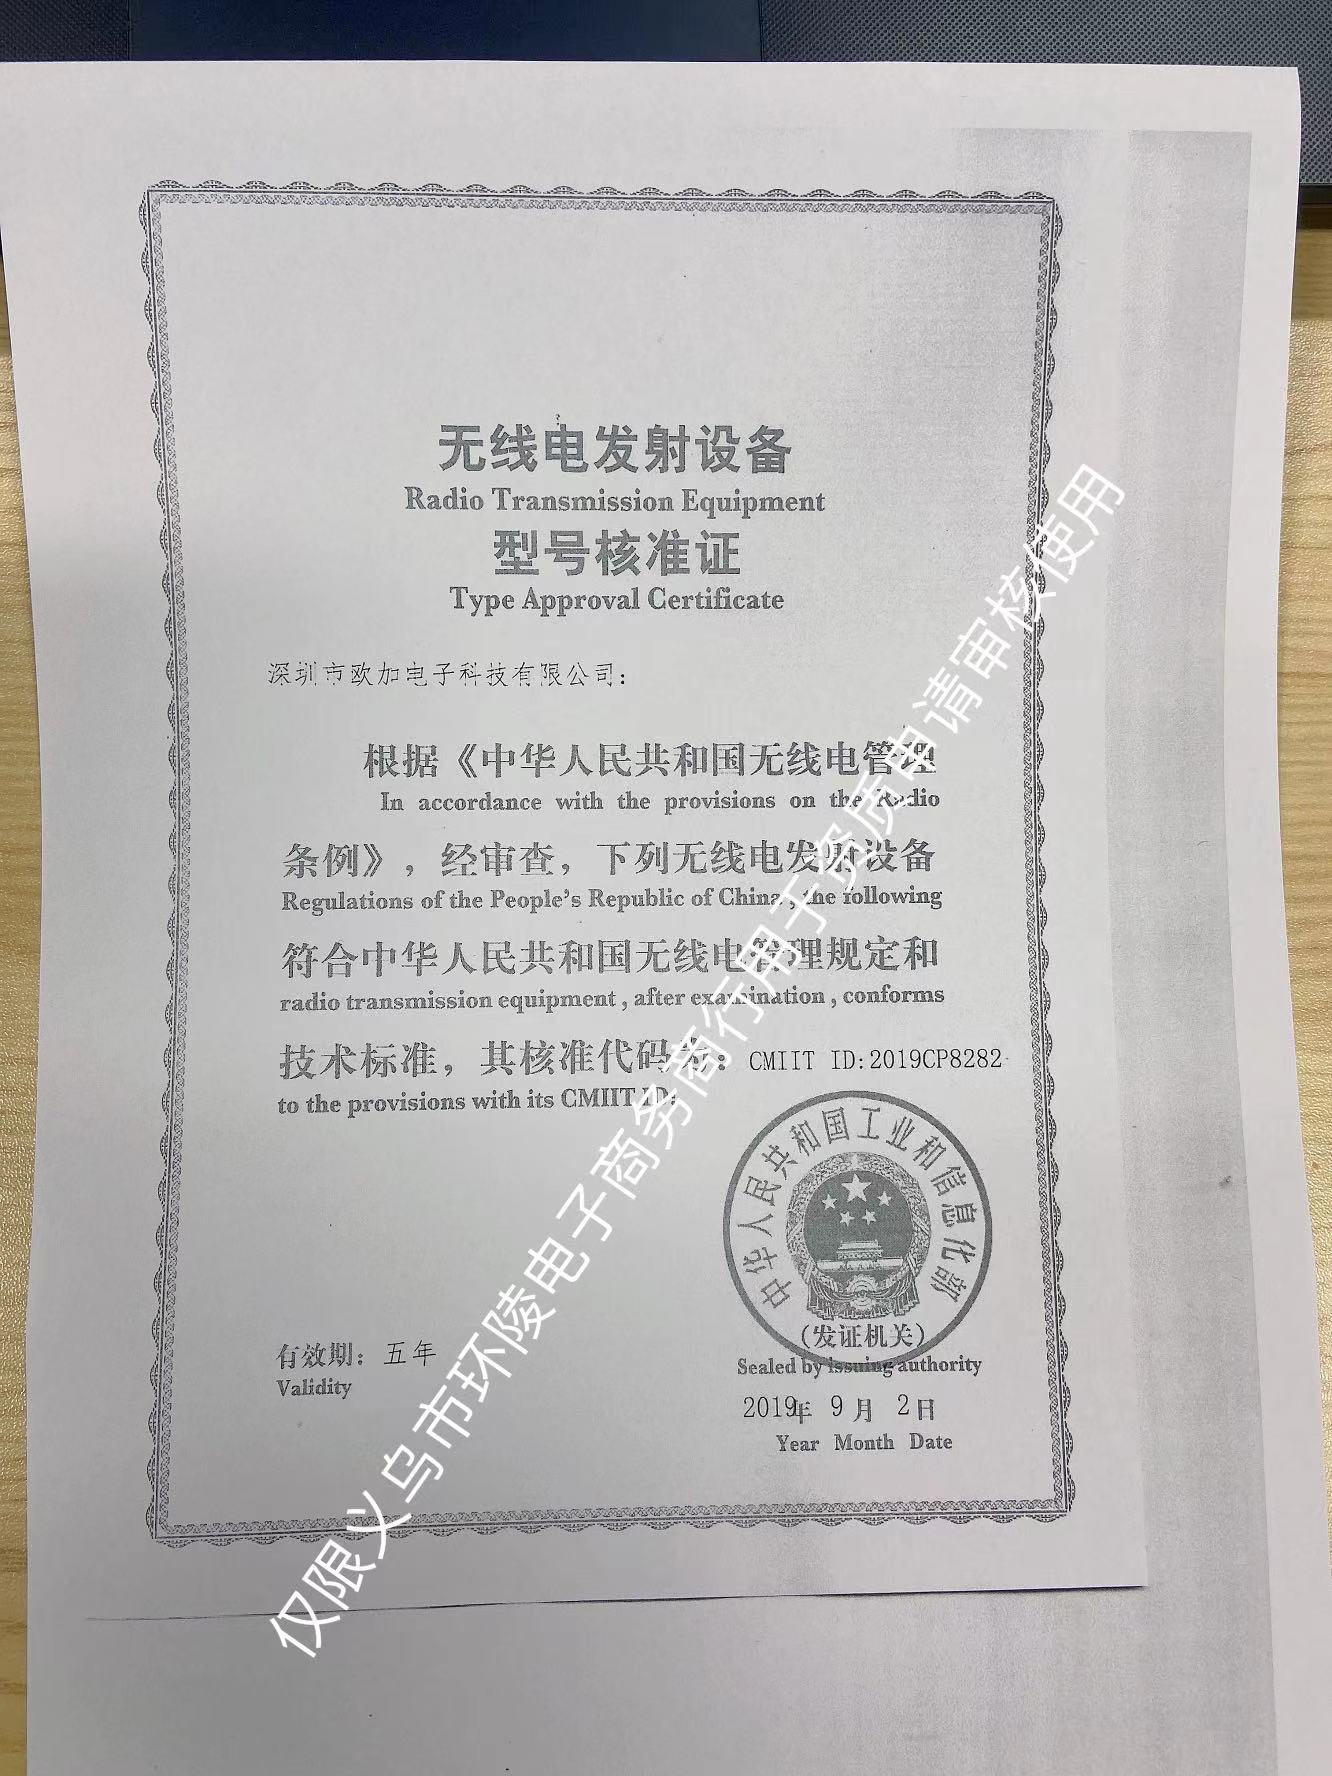 无线电发射设备
Radio Transmission Equipment
型号核准证
Type Approval Certificate
深圳市欧加电子科技有限公司：
根据《中华人民共和国无线电管理
In accordance with the provisions on the Radio
条例》，经审查，下列无线电发射设备
Regulations of the People's Republic of China, the following
符合中华人民共和国无线电管理规定和
radio transmission equipment, after examination, conforms
技术标准，其核准代码为：CMIIT ID:2019CP8282
to the provisions with its CMIIT ID:
中华人民共和国工业和信息化部
有效期：五年
Validity
(发证机关)
Sealed by issuing authority
2019年 9月 2日
Year Month Date
仅限义乌市环陵电子商务商行用于资质申请审核使用